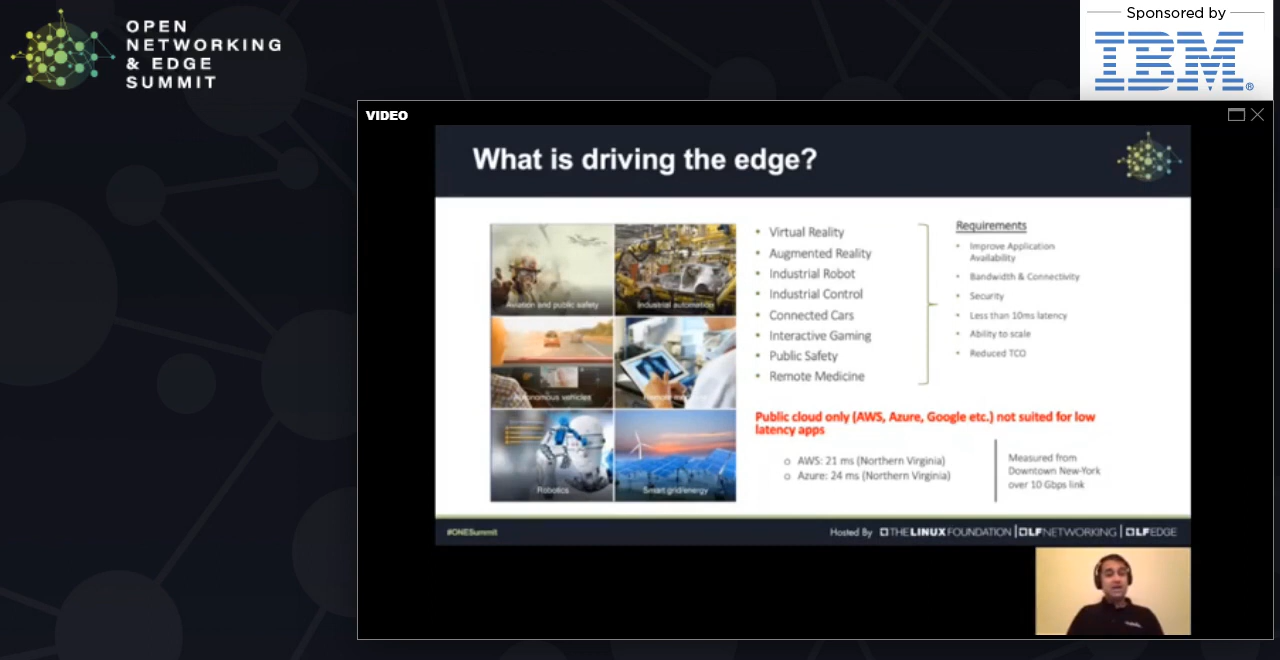 OPEN
NETWORKING
& EDGE
SUMMIT
Sponsored by
IBM®
VIDEO
What is driving the edge?
Aviation and public safety
Industrial automation
Autonomous vehicles
Robotics
Smart grid/energy
• Virtual Reality
• Augmented Reality
• Industrial Robot
• Industrial Control
• Connected Cars
• Interactive Gaming
• Public Safety
• Remote Medicine
Requirements
• Improve Application
Availability
• Bandwidth & Connectivity
• Security
• Less than 10ms latency
• Ability to scale
• Reduced TCO
Public cloud only (AWS, Azure, Google etc.) not suited for low
latency apps
o AWS: 21 ms (Northern Virginia)
o Azure: 24 ms (Northern Virginia)
Measured from
Downtown New-York
over 10 Gbps link
#ONESummit
Hosted By THE LINUX FOUNDATION | LF NETWORKING | LF EDGE